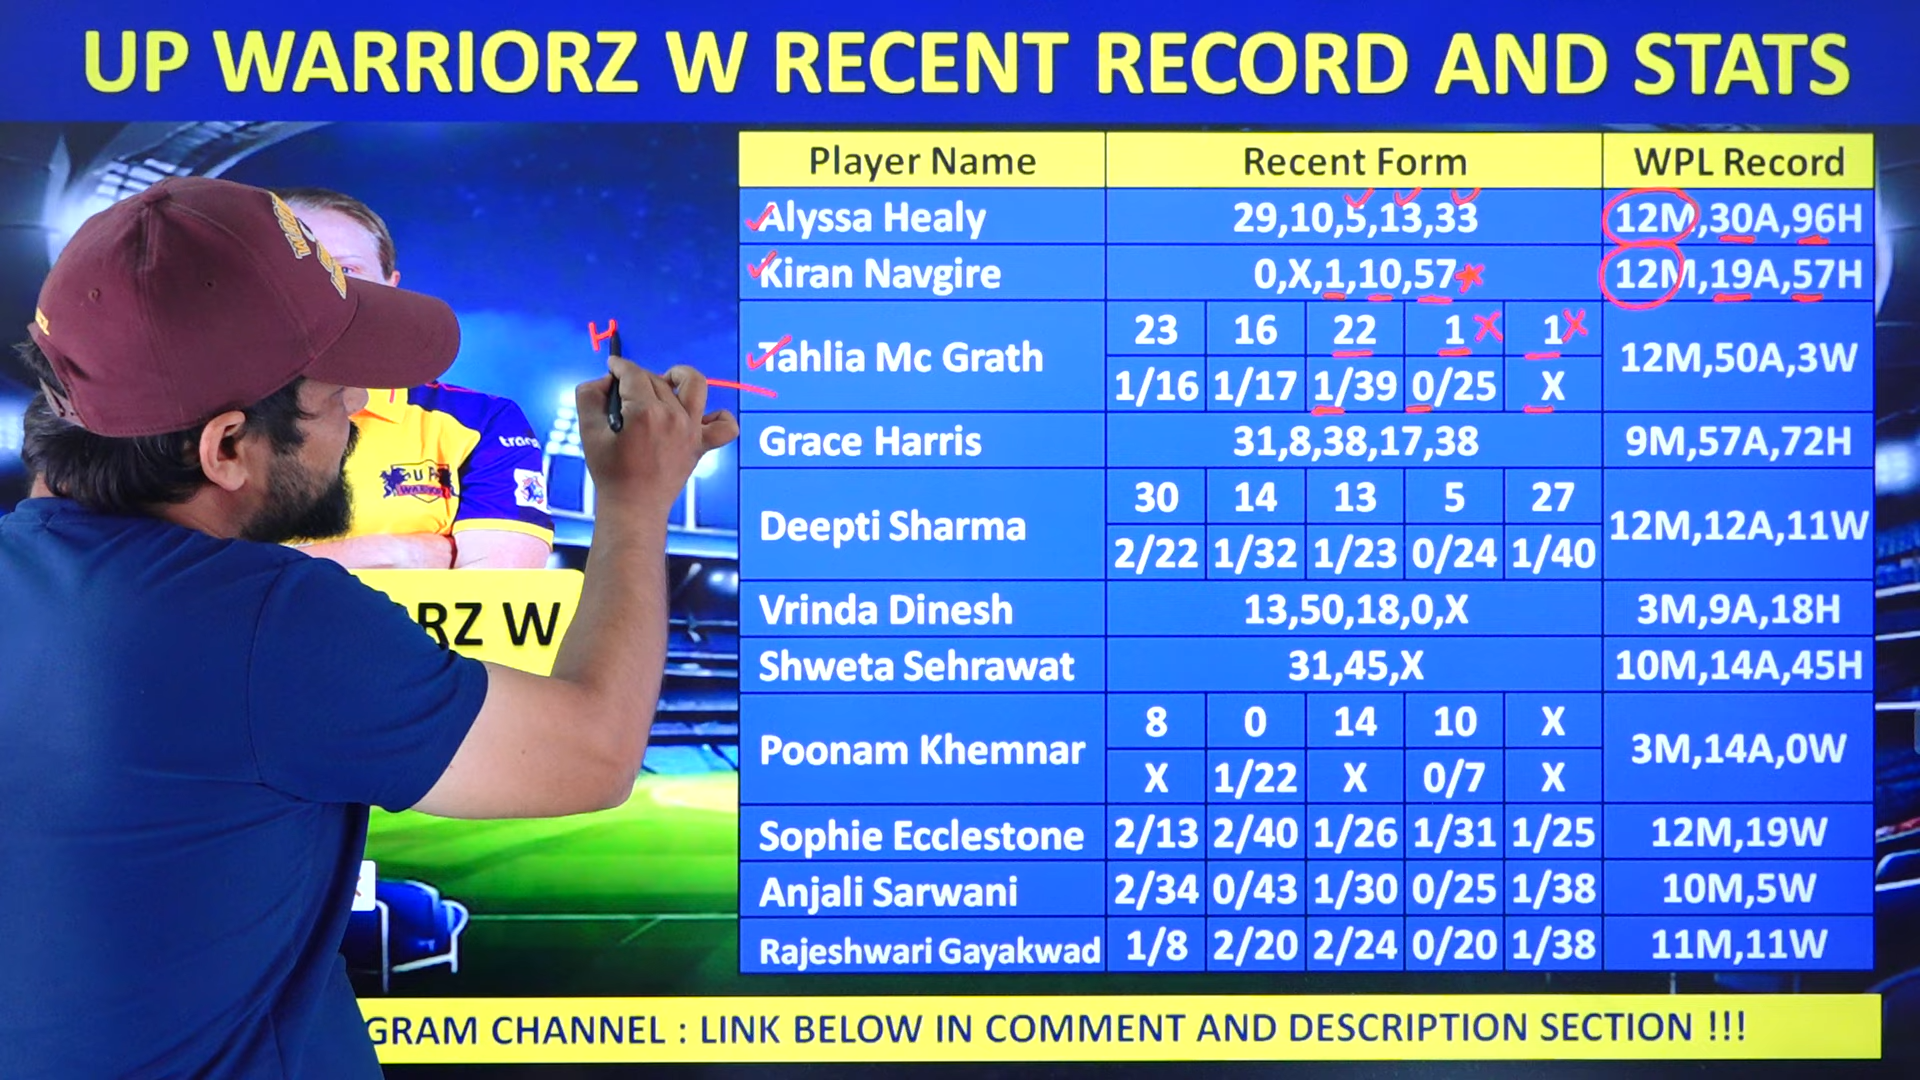 UP WARRIORZ W RECENT RECORD AND STATS
Player Name Recent Form WPL Record
Alyssa Healy 29,10,5,13,33 12M,30A,96H
Kiran Navgire 0,X,1,10,57 12M,19A,57H
Tahlia Mc Grath 23 16 22 1 X 1 X 12M,50A,3W
1/16 1/17 1/39 0/25 X
Grace Harris 31,8,38,17,38 9M,57A,72H
Deepti Sharma 30 14 13 5 27 12M,12A,11W
2/22 1/32 1/23 0/24 1/40
Vrinda Dinesh 13,50,18,0,X 3M,9A,18H
Shweta Sehrawat 31,45,X 10M,14A,45H
Poonam Khemnar 8 0 14 10 X 3M,14A,0W
X 1/22 X 0/7 X
Sophie Ecclestone 2/13 2/40 1/26 1/31 1/25 12M,19W
Anjali Sarwani 2/34 0/43 1/30 0/25 1/38 10M,5W
Rajeshwari Gayakwad 1/8 2/20 2/24 0/20 1/38 11M,11W
RZ W
GRAM CHANNEL : LINK BELOW IN COMMENT AND DESCRIPTION SECTION !!!